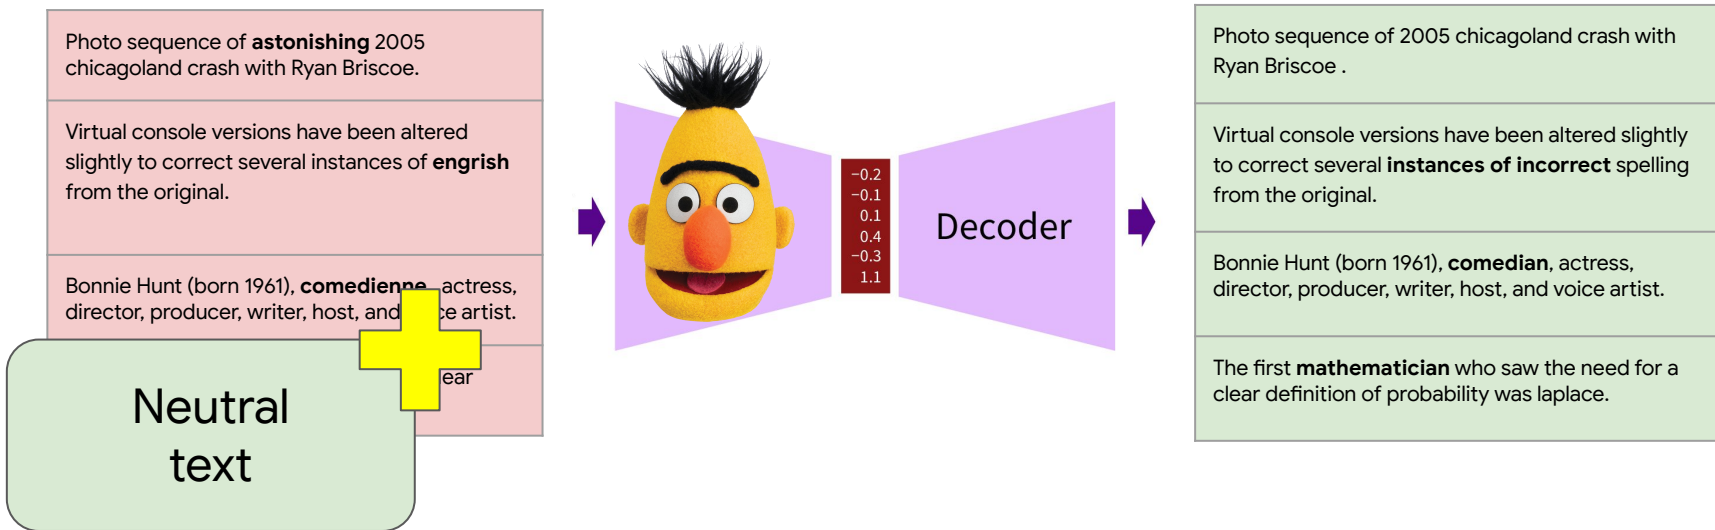 Photo sequence of astonishing 2005
chicagoland crash with Ryan Briscoe.
Virtual console versions have been altered
slightly to correct several instances of engrish
from the original.
Bonnie Hunt (born 1961), comedienne, actress,
director, producer, writer, host, and voice artist.
ear
Neutral
text
−0.2
−0.1
0.1
0.4
−0.3
1.1
Decoder
Photo sequence of 2005 chicagoland crash with
Ryan Briscoe .
Virtual console versions have been altered slightly
to correct several instances of incorrect spelling
from the original.
Bonnie Hunt (born 1961), comedian, actress,
director, producer, writer, host, and voice artist.
The first mathematician who saw the need for a
clear definition of probability was laplace.